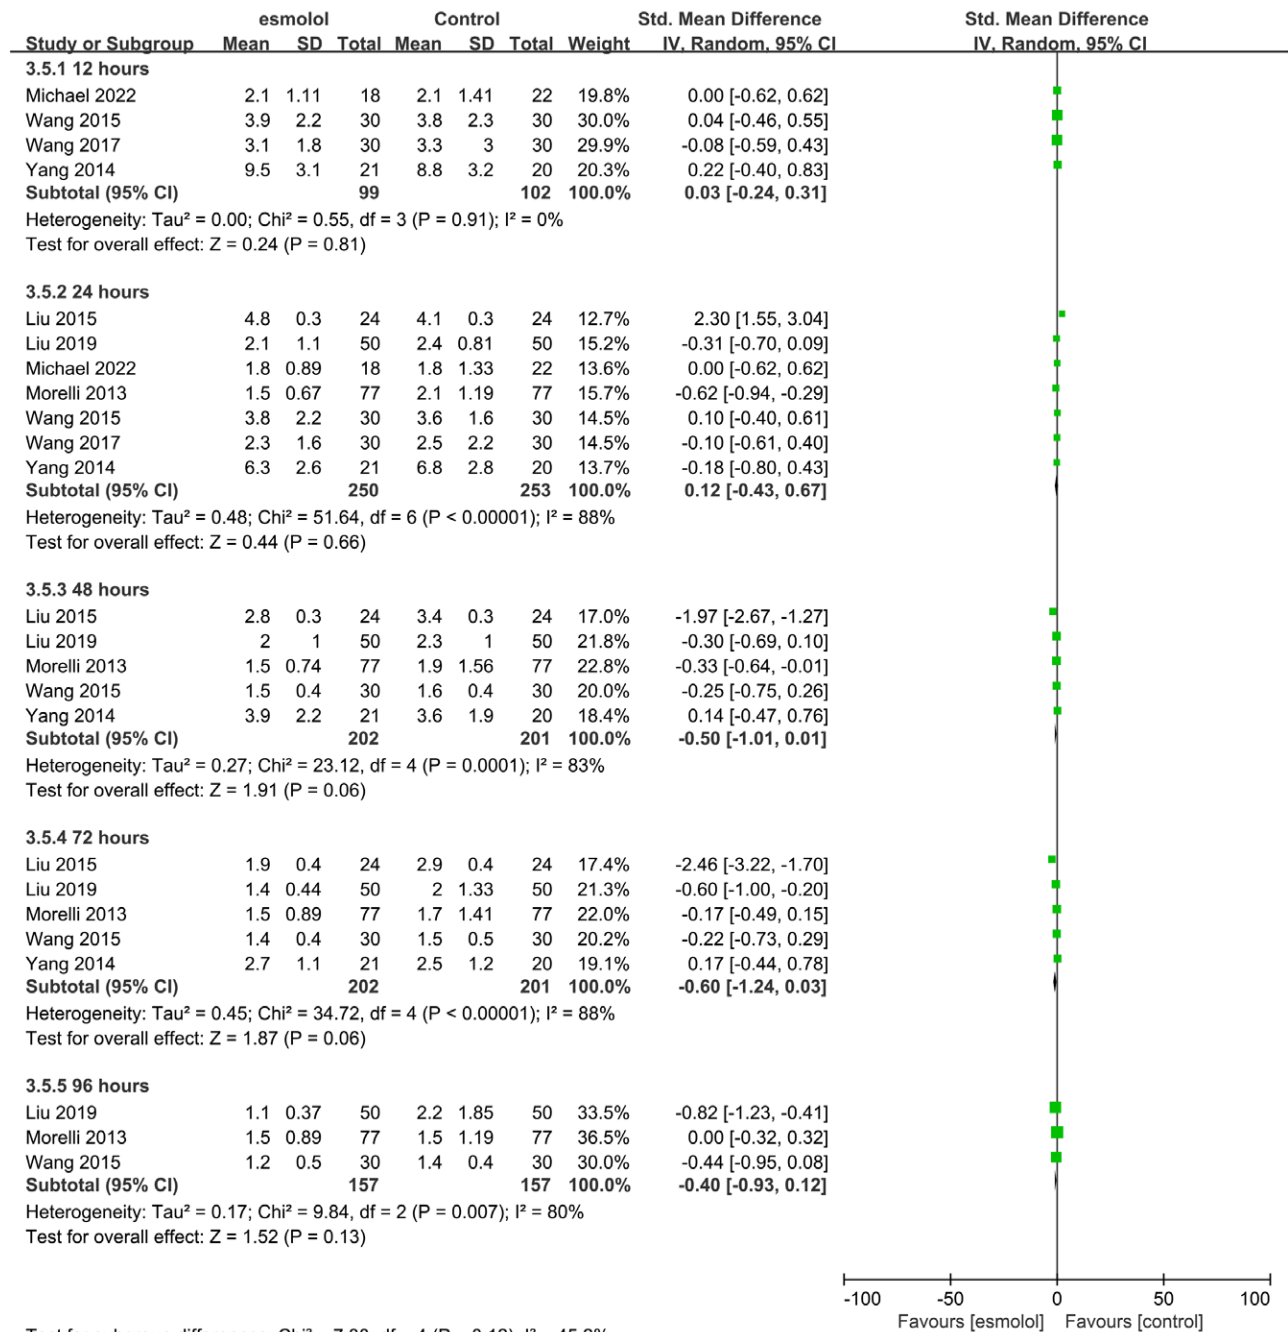 esmolol Control Std. Mean Difference Std. Mean Difference
Study or Subgroup Mean SD Total Mean SD Total Weight IV, Random, 95% CI IV, Random, 95% CI
3.5.1 12 hours
Michael 2022 2.1 1.11 18 2.1 1.41 22 19.8% 0.00 [-0.62, 0.62]
Wang 2015 3.9 2.2 30 3.8 2.3 30 30.0% 0.04 [-0.46, 0.55]
Wang 2017 3.1 1.8 30 3.3 3 30 29.9% -0.08 [-0.59, 0.43]
Yang 2014 9.5 3.1 21 8.8 3.2 20 20.3% 0.22 [-0.40, 0.83]
Subtotal (95% CI) 99 102 100.0% 0.03 [-0.24, 0.31]
Heterogeneity: Tau² = 0.00; Chi² = 0.55, df = 3 (P = 0.91); I² = 0%
Test for overall effect: Z = 0.24 (P = 0.81)
3.5.2 24 hours
Liu 2015 4.8 0.3 24 4.1 0.3 24 12.7% 2.30 [1.55, 3.04]
Liu 2019 2.1 1.1 50 2.4 0.81 50 15.2% -0.31 [-0.70, 0.09]
Michael 2022 1.8 0.89 18 1.8 1.33 22 13.6% 0.00 [-0.62, 0.62]
Morelli 2013 1.5 0.67 77 2.1 1.19 77 15.7% -0.62 [-0.94, -0.29]
Wang 2015 3.8 2.2 30 3.6 1.6 30 14.5% 0.10 [-0.40, 0.61]
Wang 2017 2.3 1.6 30 2.5 2.2 30 14.5% -0.10 [-0.61, 0.40]
Yang 2014 6.3 2.6 21 6.8 2.8 20 13.7% -0.18 [-0.80, 0.43]
Subtotal (95% CI) 250 253 100.0% 0.12 [-0.43, 0.67]
Heterogeneity: Tau² = 0.48; Chi² = 51.64, df = 6 (P < 0.00001); I² = 88%
Test for overall effect: Z = 0.44 (P = 0.66)
3.5.3 48 hours
Liu 2015 2.8 0.3 24 3.4 0.3 24 17.0% -1.97 [-2.67, -1.27]
Liu 2019 2 1 50 2.3 1 50 21.8% -0.30 [-0.69, 0.10]
Morelli 2013 1.5 0.74 77 1.9 1.56 77 22.8% -0.33 [-0.64, -0.01]
Wang 2015 1.5 0.4 30 1.6 0.4 30 20.0% -0.25 [-0.75, 0.26]
Yang 2014 3.9 2.2 21 3.6 1.9 20 18.4% 0.14 [-0.47, 0.76]
Subtotal (95% CI) 202 201 100.0% -0.50 [-1.01, 0.01]
Heterogeneity: Tau² = 0.27; Chi² = 23.12, df = 4 (P = 0.0001); I² = 83%
Test for overall effect: Z = 1.91 (P = 0.06)
3.5.4 72 hours
Liu 2015 1.9 0.4 24 2.9 0.4 24 17.4% -2.46 [-3.22, -1.70]
Liu 2019 1.4 0.44 50 2 1.33 50 21.3% -0.60 [-1.00, -0.20]
Morelli 2013 1.5 0.89 77 1.7 1.41 77 22.0% -0.17 [-0.49, 0.15]
Wang 2015 1.4 0.4 30 1.5 0.5 30 20.2% -0.22 [-0.73, 0.29]
Yang 2014 2.7 1.1 21 2.5 1.2 20 19.1% 0.17 [-0.44, 0.78]
Subtotal (95% CI) 202 201 100.0% -0.60 [-1.24, 0.03]
Heterogeneity: Tau² = 0.45; Chi² = 34.72, df = 4 (P < 0.00001); I² = 88%
Test for overall effect: Z = 1.87 (P = 0.06)
3.5.5 96 hours
Liu 2019 1.1 0.37 50 2.2 1.85 50 33.5% -0.82 [-1.23, -0.41]
Morelli 2013 1.5 0.89 77 1.5 1.19 77 36.5% 0.00 [-0.32, 0.32]
Wang 2015 1.2 0.5 30 1.4 0.4 30 30.0% -0.44 [-0.95, 0.08]
Subtotal (95% CI) 157 157 100.0% -0.40 [-0.93, 0.12]
Heterogeneity: Tau² = 0.17; Chi² = 9.84, df = 2 (P = 0.007); I² = 80%
Test for overall effect: Z = 1.52 (P = 0.13)
-100 -50 0 50 100
Favours [esmolol] Favours [control]